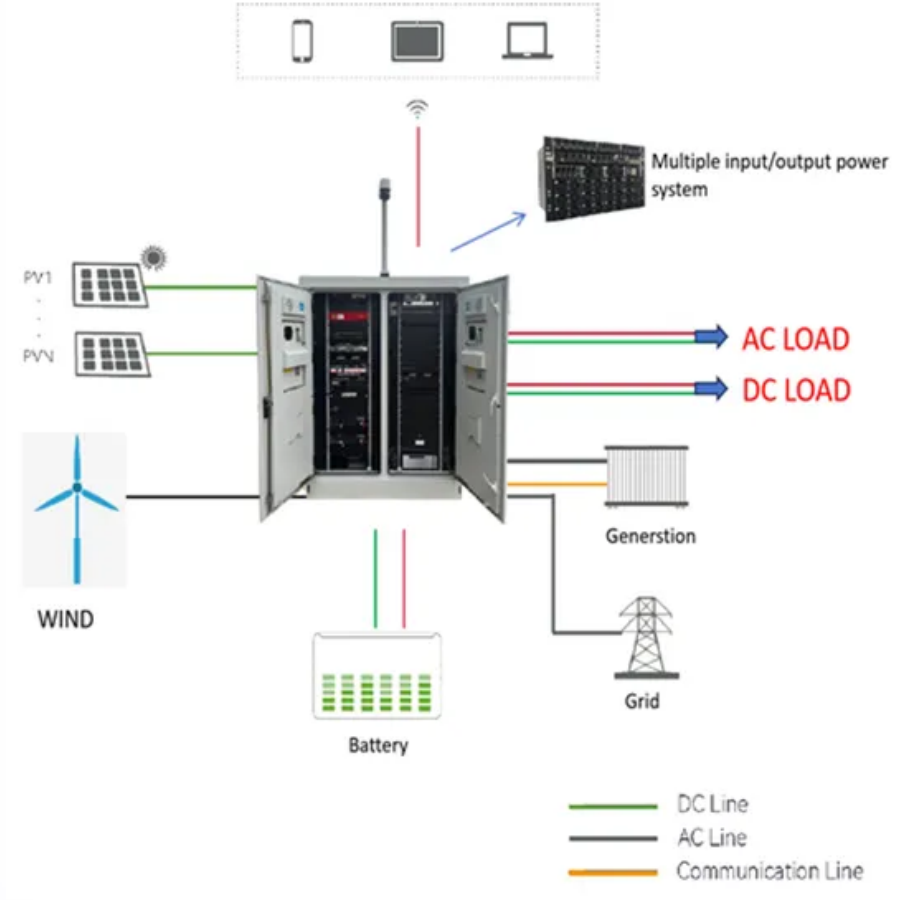 Multiple input/output power
system
PV1
PVN
AC LOAD
DC LOAD
Generstion
WIND
Grid
Battery
DC Line
AC Line
Communication Line